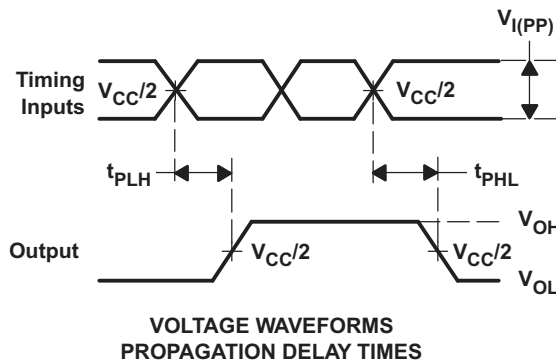 V_I(PP)
Timing
Inputs
V_CC/2
V_CC/2
t_PLH
t_PHL
Output
V_CC/2
V_CC/2
V_OH
V_OL
VOLTAGE WAVEFORMS
PROPAGATION DELAY TIMES